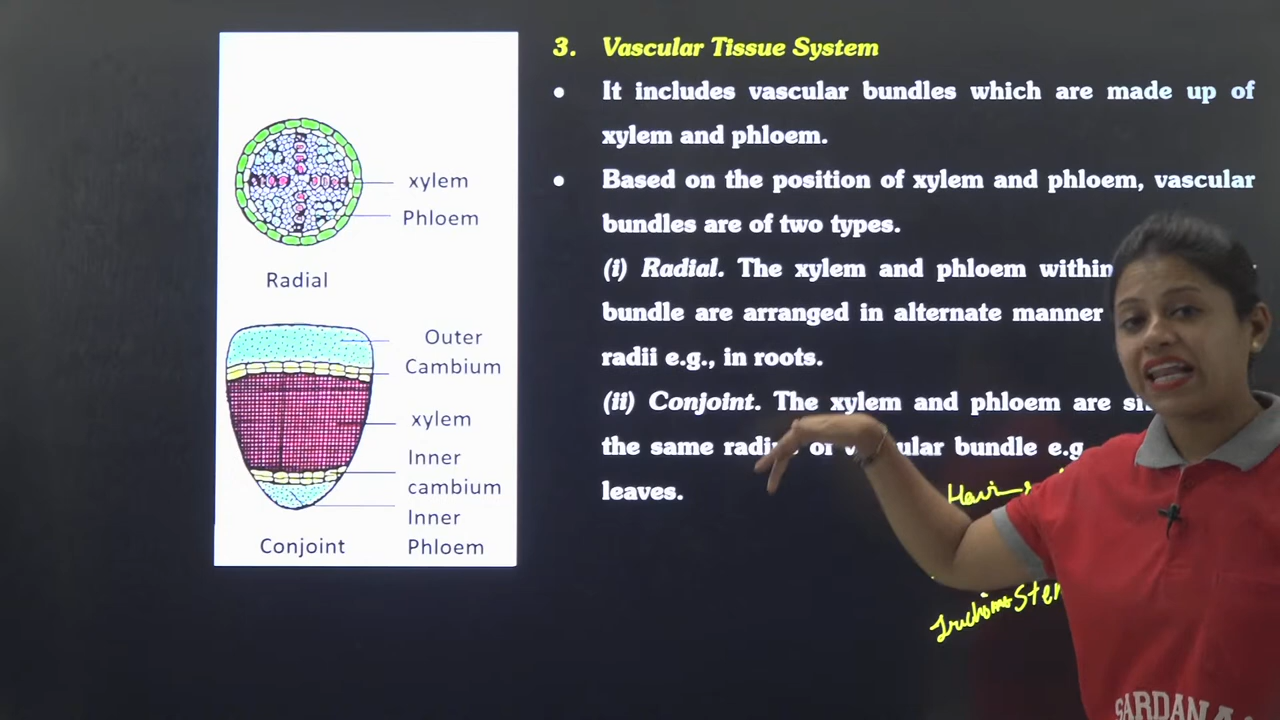 xylem
Phloem
Radial
Outer
Cambium
xylem
Inner
cambium
Inner
Phloem
Conjoint
3. Vascular Tissue System
• It includes vascular bundles which are made up of
xylem and phloem.
• Based on the position of xylem and phloem, vascular
bundles are of two types.
(i) Radial. The xylem and phloem within
bundle are arranged in alternate manner
radii e.g., in roots.
(ii) Conjoint. The xylem and phloem are
the same of bundle e.g
leaves.
Hair